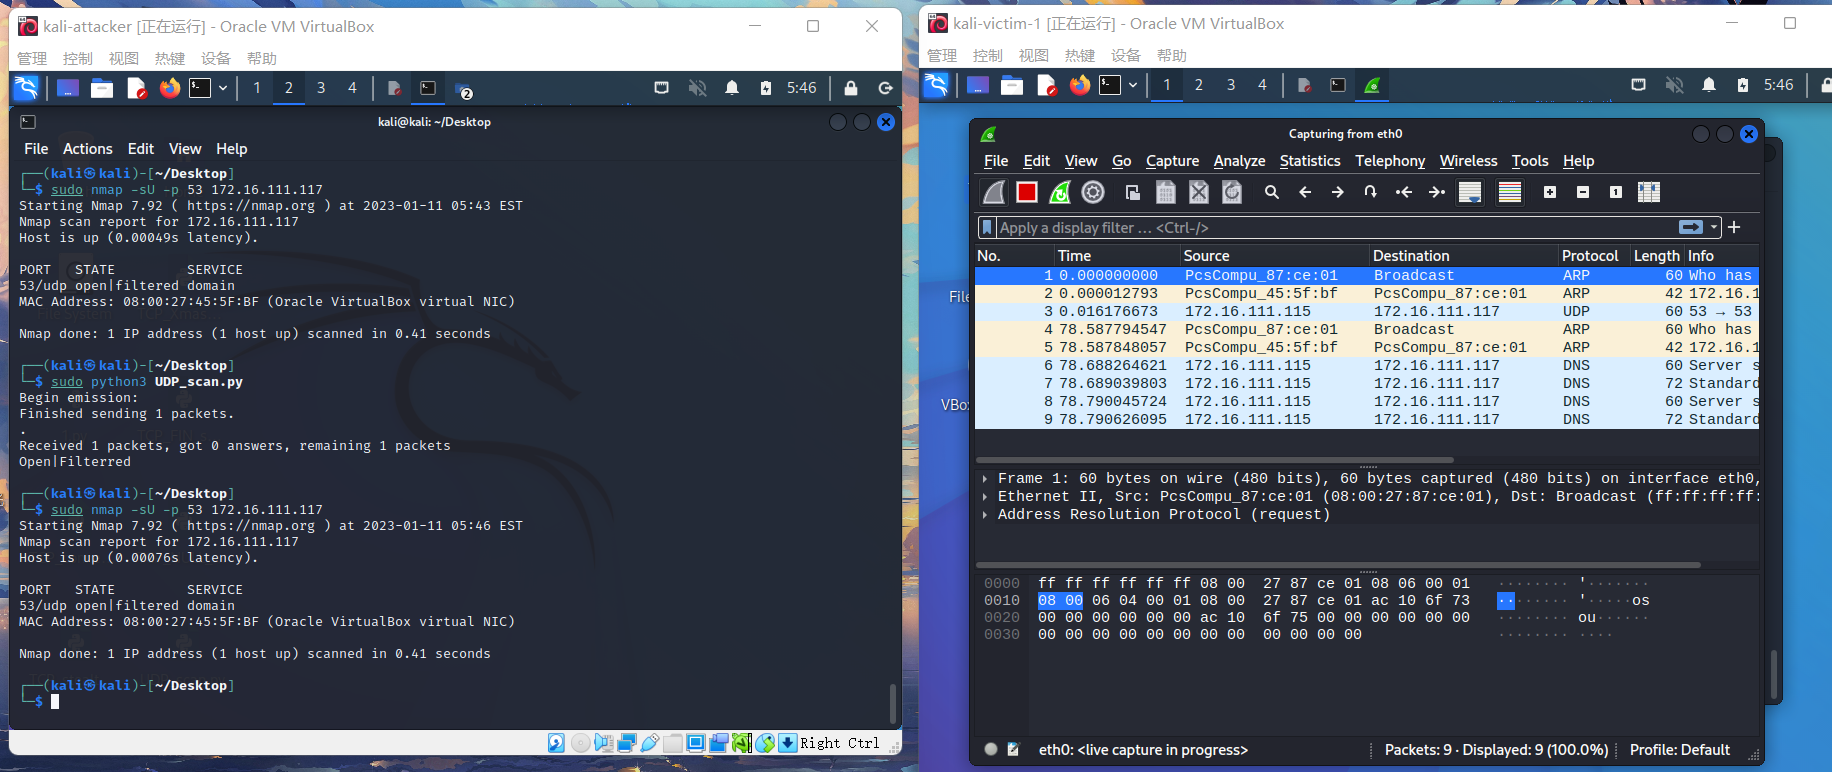 kali-attacker [正在运行] - Oracle VM VirtualBox
管理 控制 视图 热键 设备 帮助
1 2 3 4 2 5:46
kali@kali: ~/Desktop
File Actions Edit View Help
┌──(kali㉿kali)-[~/Desktop]
└─$ sudo nmap -sU -p 53 172.16.111.117
Starting Nmap 7.92 ( https://nmap.org ) at 2023-01-11 05:43 EST
Nmap scan report for 172.16.111.117
Host is up (0.00049s latency).
PORT STATE SERVICE
53/udp open|filtered domain
MAC Address: 08:00:27:45:5F:BF (Oracle VirtualBox virtual NIC)
Nmap done: 1 IP address (1 host up) scanned in 0.41 seconds
┌──(kali㉿kali)-[~/Desktop]
└─$ sudo python3 UDP_scan.py
Begin emission:
Finished sending 1 packets.
.
Received 1 packets, got 0 answers, remaining 1 packets
Open|Filterred
┌──(kali㉿kali)-[~/Desktop]
└─$ sudo nmap -sU -p 53 172.16.111.117
Starting Nmap 7.92 ( https://nmap.org ) at 2023-01-11 05:46 EST
Nmap scan report for 172.16.111.117
Host is up (0.00076s latency).
PORT STATE SERVICE
53/udp open|filtered domain
MAC Address: 08:00:27:45:5F:BF (Oracle VirtualBox virtual NIC)
Nmap done: 1 IP address (1 host up) scanned in 0.41 seconds
┌──(kali㉿kali)-[~/Desktop]
└─$
Right Ctrl
kali-victim-1 [正在运行] - Oracle VM VirtualBox
管理 控制 视图 热键 设备 帮助
1 2 3 4 5:46
File
VBox
Capturing from eth0
File Edit View Go Capture Analyze Statistics Telephony Wireless Tools Help
Apply a display filter … <Ctrl-/>
No. Time Source Destination Protocol Length Info
1 0.000000000 PcsCompu_87:ce:01 Broadcast ARP 60 Who has
2 0.000012793 PcsCompu_45:5f:bf PcsCompu_87:ce:01 ARP 42 172.16.1
3 0.016176673 172.16.111.115 172.16.111.117 UDP 60 53 → 53
4 78.587794547 PcsCompu_87:ce:01 Broadcast ARP 60 Who has
5 78.587848057 PcsCompu_45:5f:bf PcsCompu_87:ce:01 ARP 42 172.16.1
6 78.688264621 172.16.111.115 172.16.111.117 DNS 60 Server s
7 78.689039803 172.16.111.115 172.16.111.117 DNS 72 Standard
8 78.790045724 172.16.111.115 172.16.111.117 DNS 60 Server s
9 78.790626095 172.16.111.115 172.16.111.117 DNS 72 Standard
Frame 1: 60 bytes on wire (480 bits), 60 bytes captured (480 bits) on interface eth0,
Ethernet II, Src: PcsCompu_87:ce:01 (08:00:27:87:ce:01), Dst: Broadcast (ff:ff:ff:ff:
Address Resolution Protocol (request)
0000 ff ff ff ff ff ff 08 00 27 87 ce 01 08 06 00 01 ········ '·······
0010 08 00 06 04 00 01 08 00 27 87 ce 01 ac 10 6f 73 ········ '·····os
0020 00 00 00 00 00 00 ac 10 6f 75 00 00 00 00 00 00 ········ ou······
0030 00 00 00 00 00 00 00 00 00 00 00 00 ········ ····
eth0: <live capture in progress> Packets: 9 · Displayed: 9 (100.0%) Profile: Default